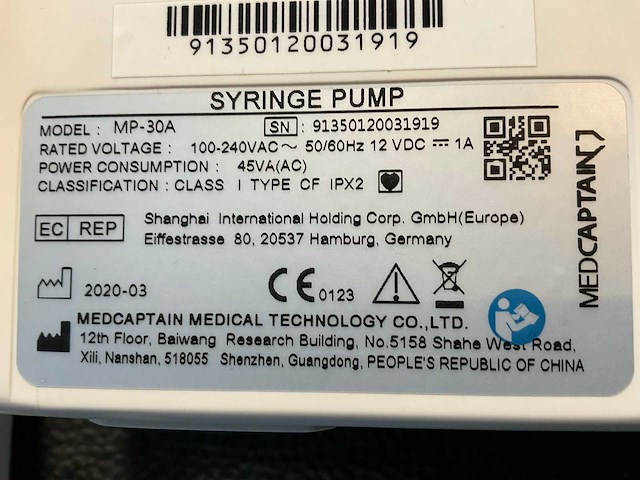 91350120031919
SYRINGE PUMP
MODEL : MP-30A SN : 91350120031919
RATED VOLTAGE : 100-240VAC～ 50/60Hz 12 VDC ⎓ 1A
POWER CONSUMPTION : 45VA(AC)
CLASSIFICATION : CLASS I TYPE CF IPX2
MEDCAPTAIN
EC REP Shanghai International Holding Corp. GmbH(Europe)
Eiffestrasse 80, 20537 Hamburg, Germany
2020-03 CE 0123
MEDCAPTAIN MEDICAL TECHNOLOGY CO.,LTD.
12th Floor, Baiwang Research Building, No.5158 Shahe West Road,
Xili, Nanshan, 518055 Shenzhen, Guangdong, PEOPLE'S REPUBLIC OF CHINA